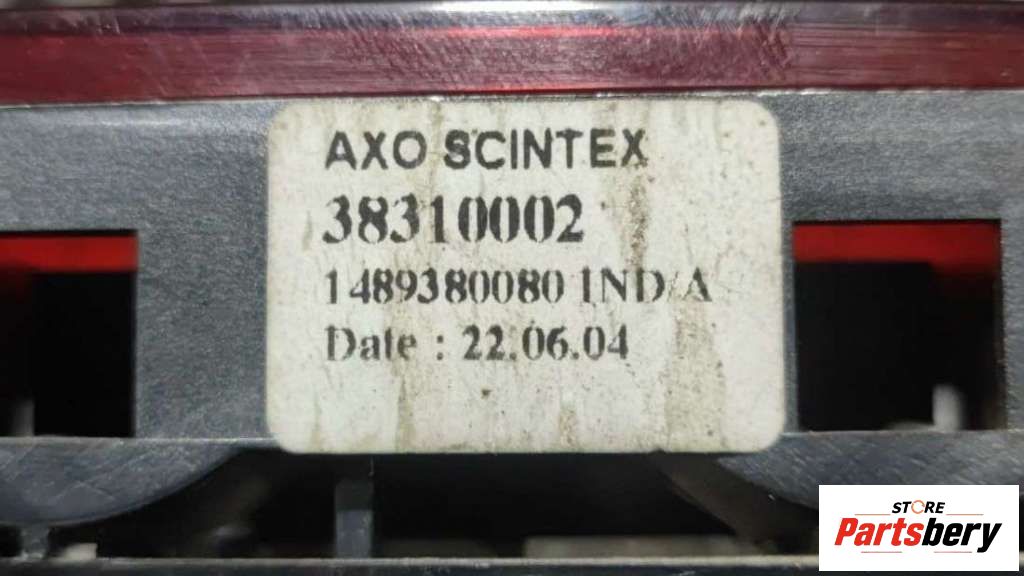 AXO SCINTEX
38310002
1489380080 IND/A
Date : 22.06.04
STORE
Partsbery